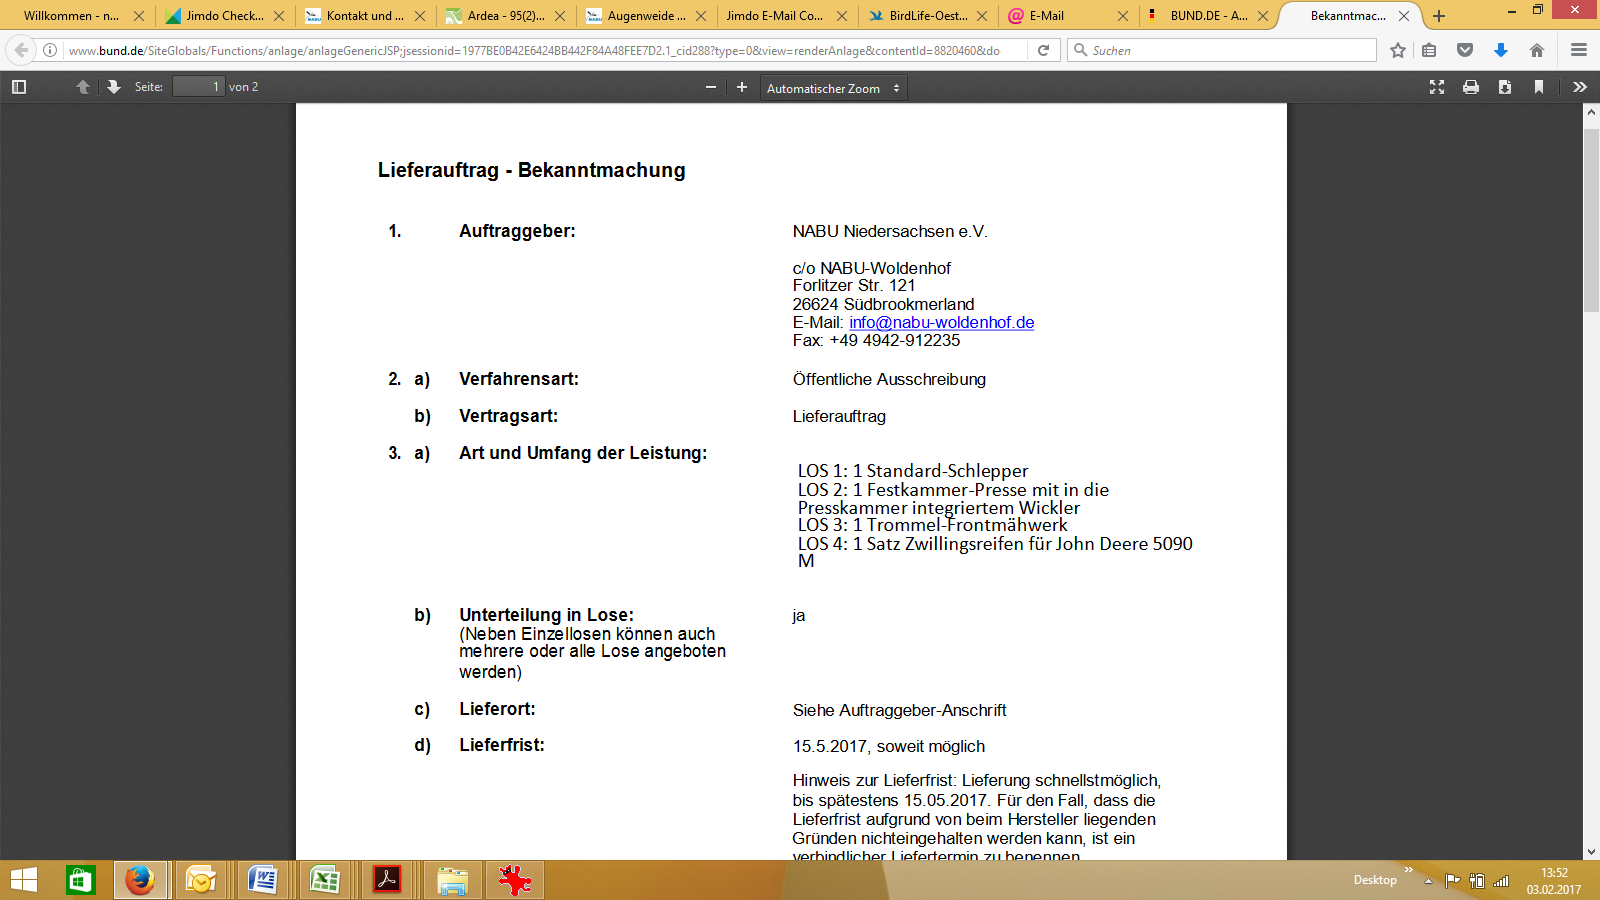 Willkommen - n...
Jimdo Check...
Kontakt und ...
Ardea - 95(2)...
Augenweide ...
Jimdo E-Mail Co...
BirdLife-Oest...
E-Mail
BUND.DE - A...
Bekanntmac...
www.bund.de/SiteGlobals/Functions/anlage/anlageGenericJSP;jsessionid=1977BE0B42E6424BB442F84A48FEE7D2.1_cid288?type=0&view=renderAnlage&contentId=8820460&do
Suchen
Seite: 1 von 2
Automatischer Zoom
Lieferauftrag - Bekanntmachung
1. Auftraggeber: NABU Niedersachsen e.V.
c/o NABU-Woldenhof
Forlitzer Str. 121
26624 Südbrookmerland
E-Mail: info@nabu-woldenhof.de
Fax: +49 4942-912235
2. a) Verfahrensart: Öffentliche Ausschreibung
b) Vertragsart: Lieferauftrag
3. a) Art und Umfang der Leistung:
LOS 1: 1 Standard-Schlepper
LOS 2: 1 Festkammer-Presse mit in die
Presskammer integriertem Wickler
LOS 3: 1 Trommel-Frontmähwerk
LOS 4: 1 Satz Zwillingsreifen für John Deere 5090
M
b) Unterteilung in Lose: ja
(Neben Einzellosen können auch
mehrere oder alle Lose angeboten
werden)
c) Lieferort: Siehe Auftraggeber-Anschrift
d) Lieferfrist: 15.5.2017, soweit möglich
Hinweis zur Lieferfrist: Lieferung schnellstmöglich,
bis spätestens 15.05.2017. Für den Fall, dass die
Lieferfrist aufgrund von beim Hersteller liegenden
Gründen nichteingehalten werden kann, ist ein
verbindlicher Liefertermin zu benennen
Desktop
13:52
03.02.2017